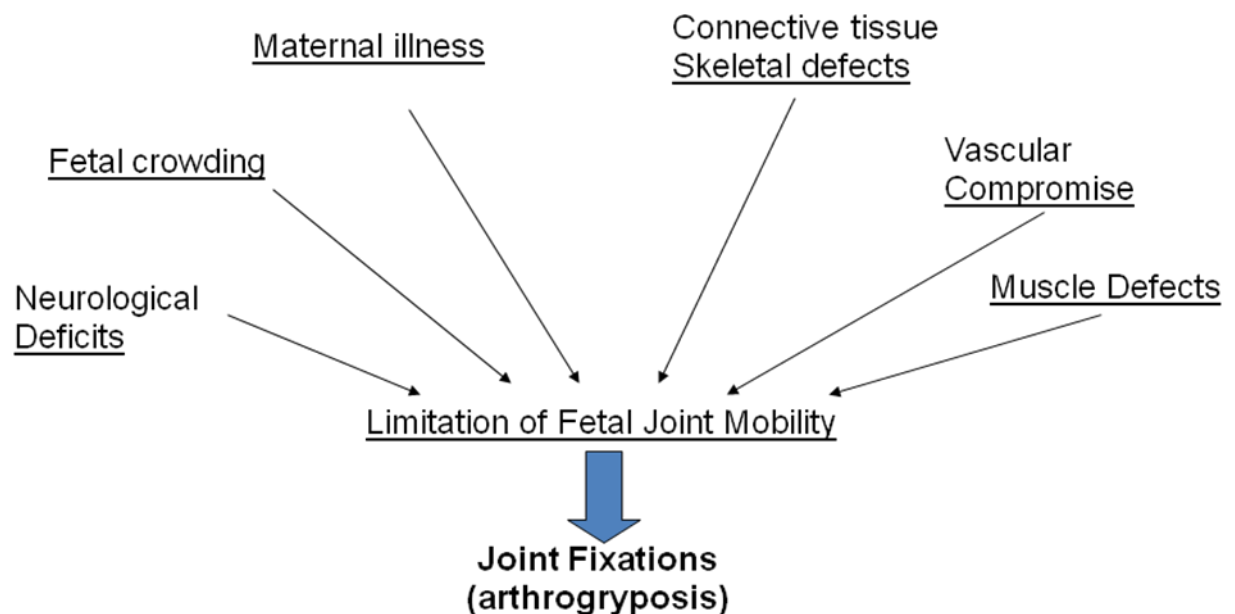 Maternal illness
Connective tissue
Skeletal defects
Fetal crowding
Vascular
Compromise
Neurological
Deficits
Muscle Defects
Limitation of Fetal Joint Mobility
Joint Fixations
(arthrogryposis)